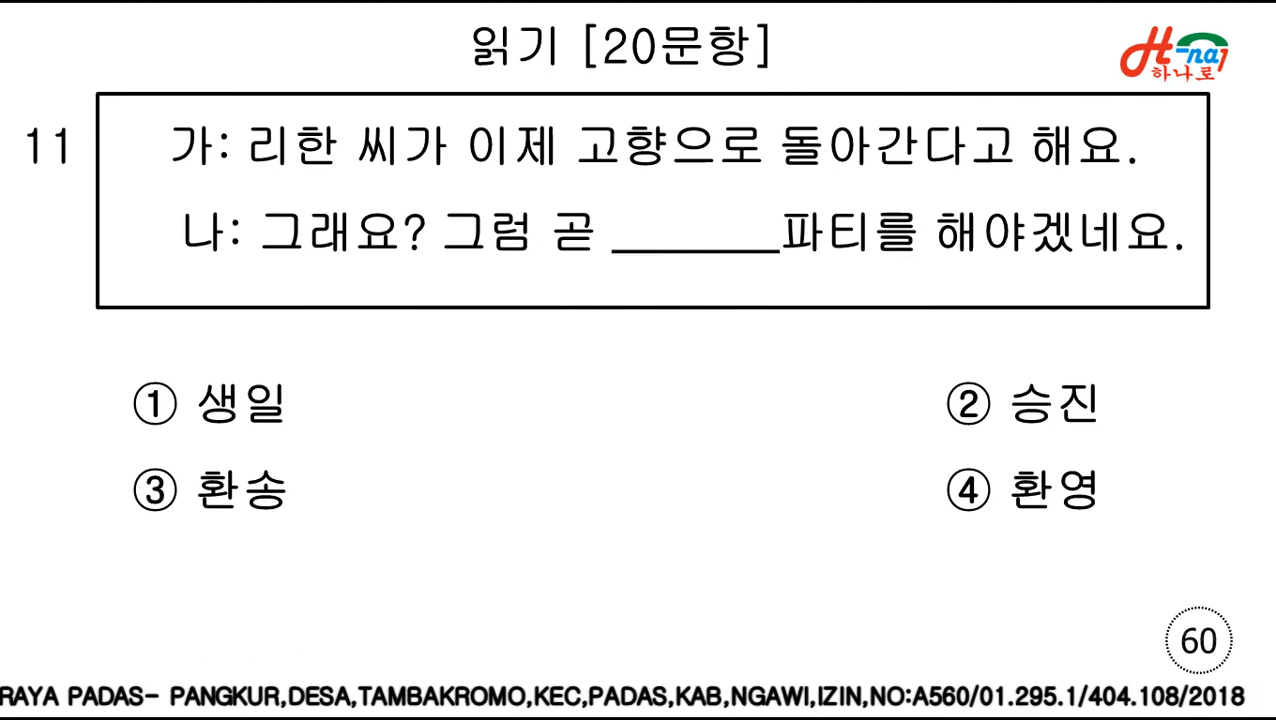 읽기 [20문항]
H-na로
하나로
11
가: 리한 씨가 이제 고향으로 돌아간다고 해요.
나: 그래요? 그럼 곧 ________파티를 해야겠네요.
① 생일
② 승진
③ 환송
④ 환영
60
RAYA PADAS- PANGKUR,DESA,TAMBAKROMO,KEC,PADAS,KAB,NGAWI,IZIN,NO:A560/01.295.1/404.108/2018